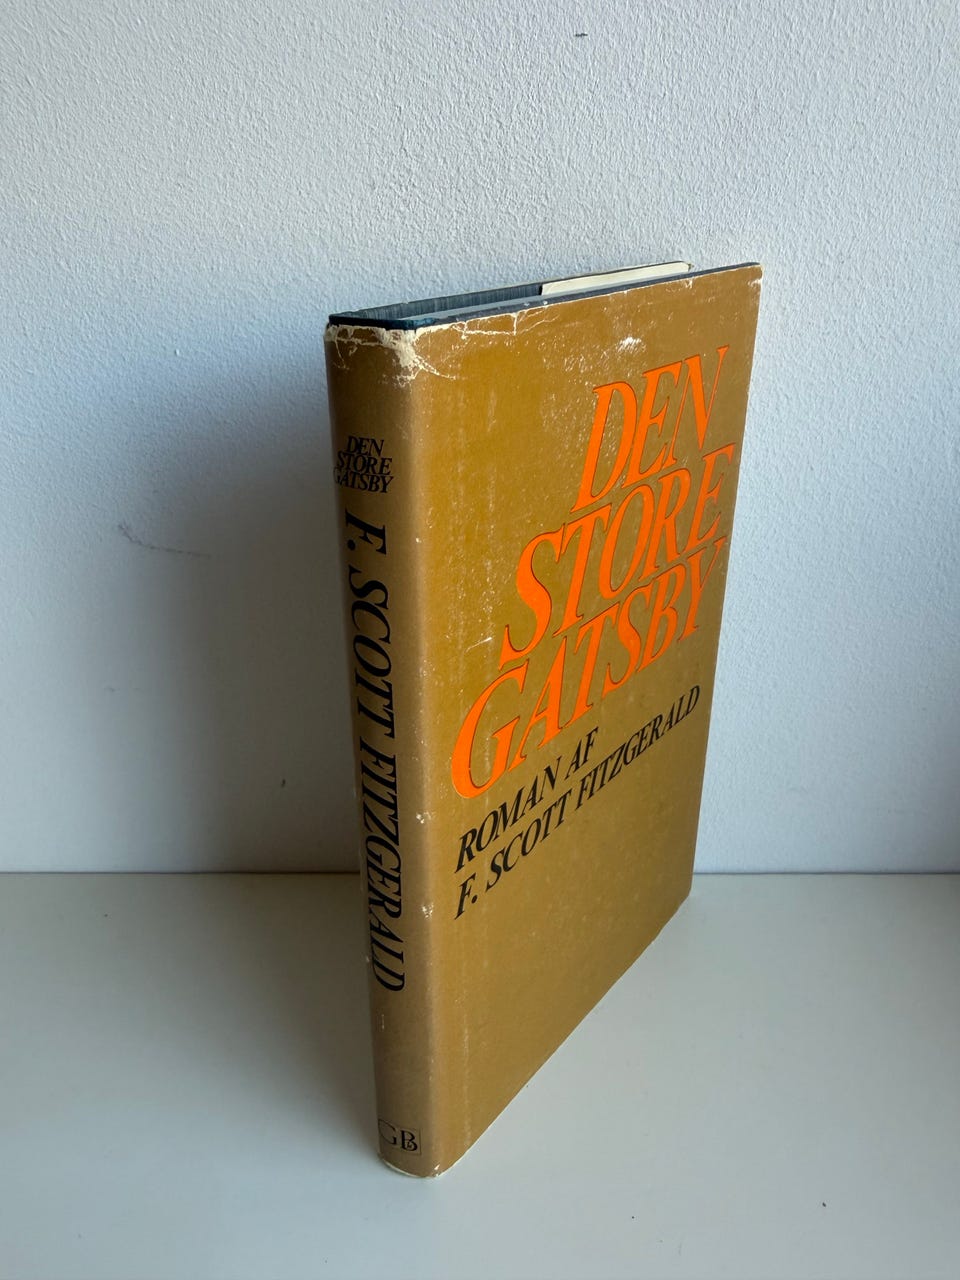 DEN
STORE
GATSBY
F. SCOTT FITZGERALD
GB
DEN
STORE
GATSBY
ROMAN AF
F. SCOTT FITZGERALD